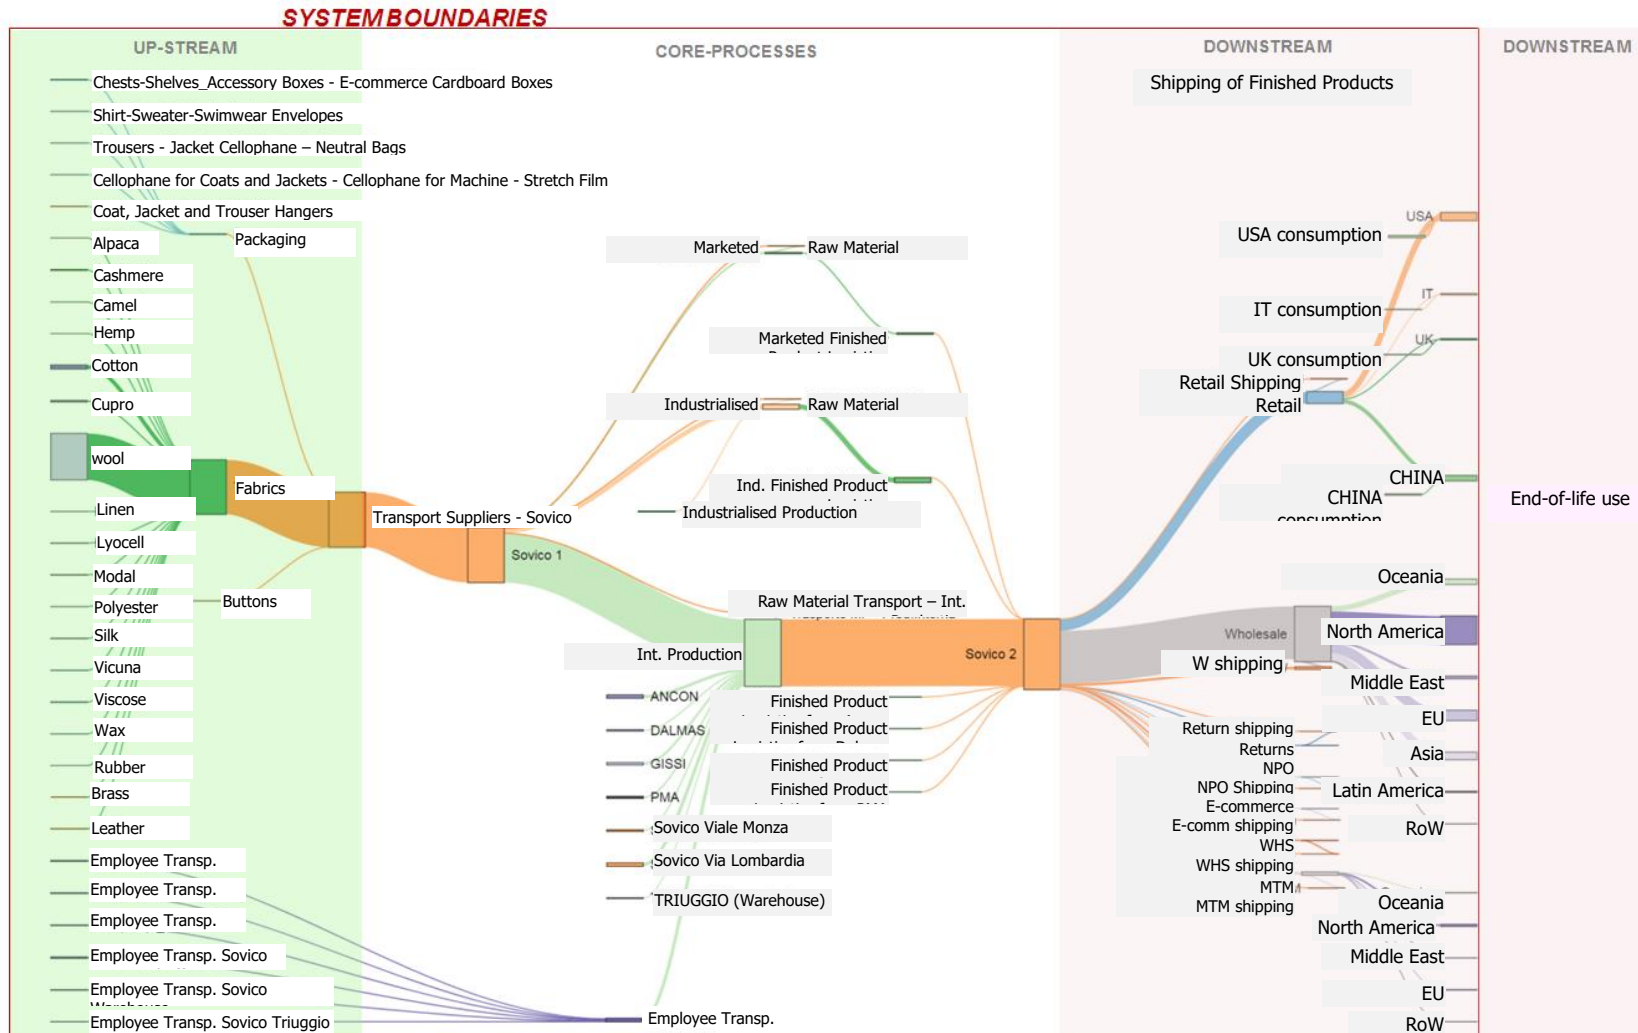 SYSTEM BOUNDARIES
UP-STREAM
CORE-PROCESSES
DOWNSTREAM
DOWNSTREAM
Shipping of Finished Products
Chests-Shelves_Accessory Boxes - E-commerce Cardboard Boxes
Shirt-Sweater-Swimwear Envelopes
Trousers - Jacket Cellophane – Neutral Bags
Cellophane for Coats and Jackets - Cellophane for Machine - Stretch Film
Coat, Jacket and Trouser Hangers
Alpaca
Cashmere
Camel
Hemp
Cotton
Cupro
wool
Linen
Lyocell
Modal
Polyester
Silk
Vicuna
Viscose
Wax
Rubber
Brass
Leather
Employee Transp.
Employee Transp.
Employee Transp.
Employee Transp. Sovico
Employee Transp. Sovico
Warehouse
Employee Transp. Sovico Triuggio
Packaging
Fabrics
Buttons
Transport Suppliers - Sovico
Sovico 1
Marketed
Raw Material
Marketed Finished
Industrialised
Raw Material
Ind. Finished Product
Industrialised Production
Raw Material Transport – Int.
Int. Production
Sovico 2
ANCON
DALMAS
GISSI
PMA
Sovico Viale Monza
Sovico Via Lombardia
TRIUGGIO (Warehouse)
Finished Product
Finished Product
Finished Product
Finished Product
Employee Transp.
USA
USA consumption
IT
IT consumption
UK
UK consumption
Retail Shipping
Retail
CHINA
CHINA
consumption
Oceania
Wholesale
North America
W shipping
Middle East
EU
Return shipping
Returns
Asia
NPO
NPO Shipping
Latin America
E-commerce
E-comm shipping
RoW
WHS
WHS shipping
MTM
MTM shipping
Oceania
North America
Middle East
EU
RoW
End-of-life use